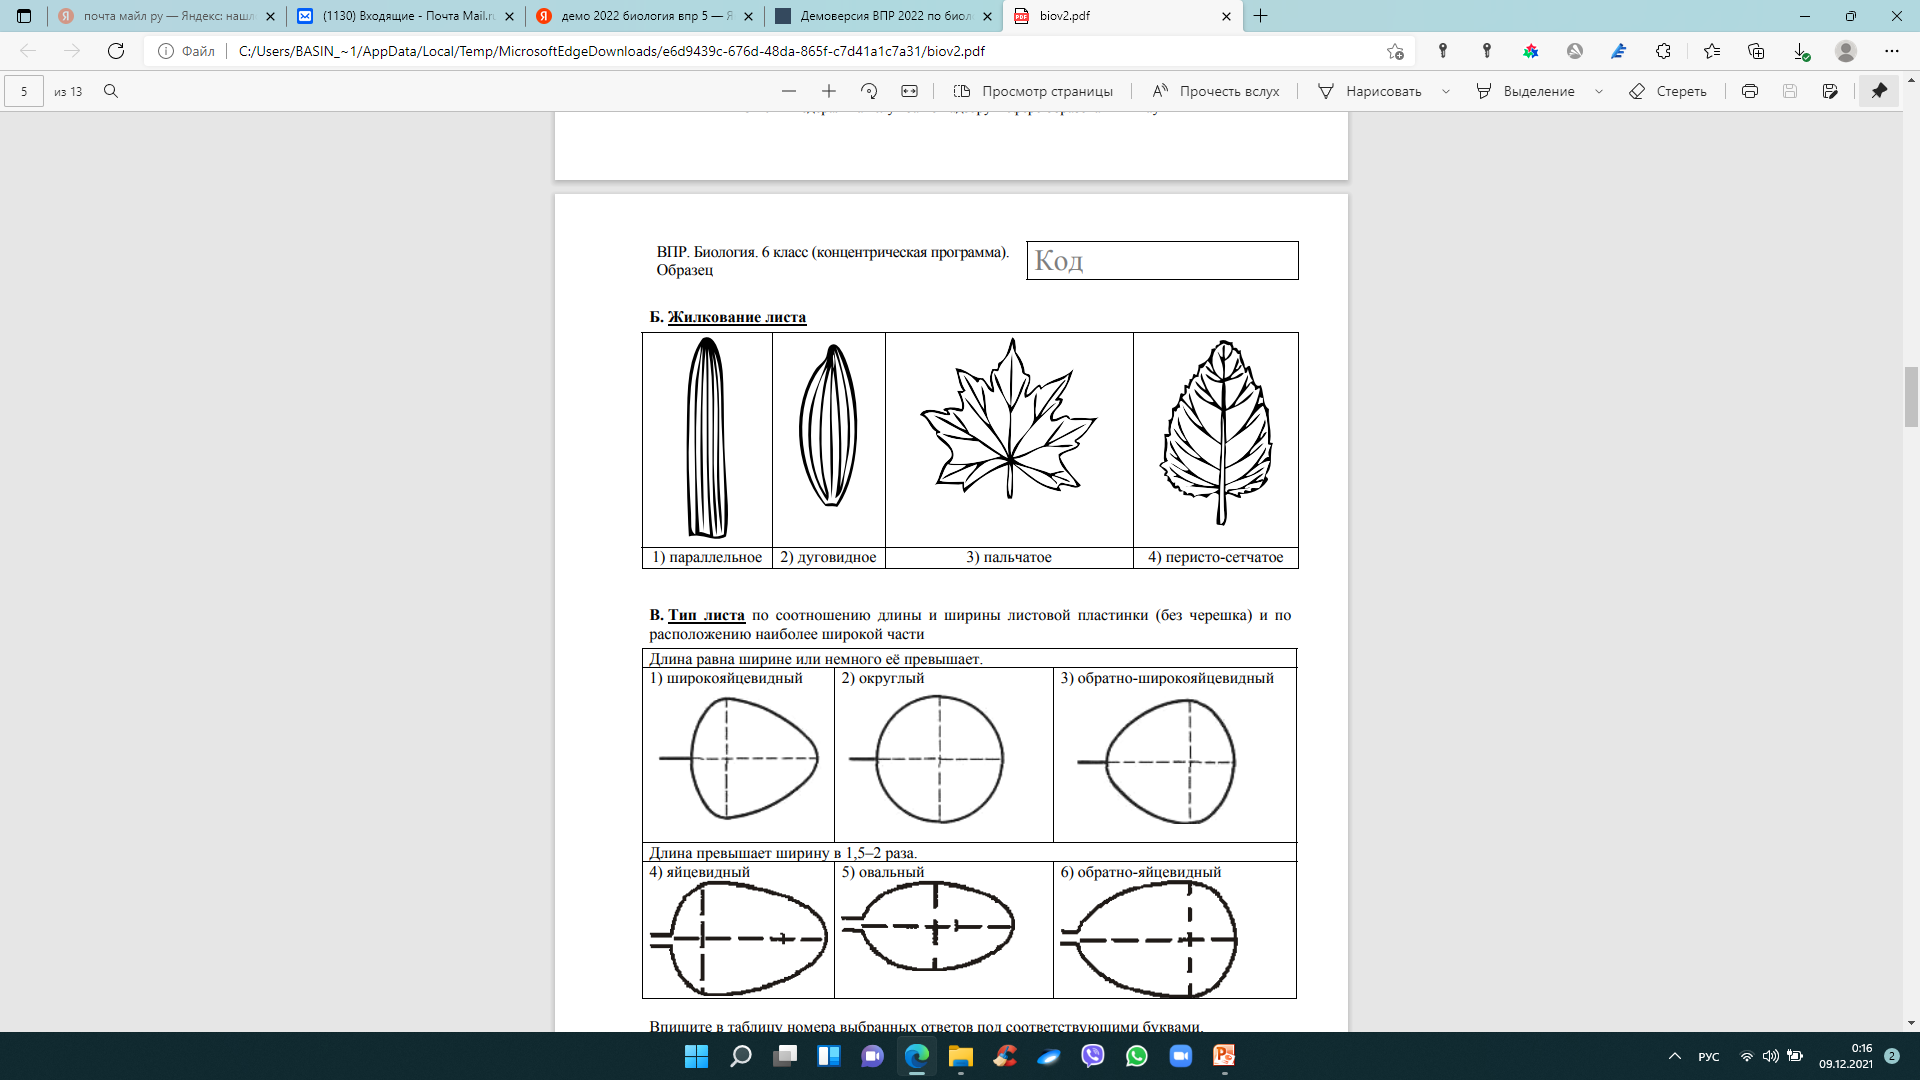 почта майл ру — Яндекс: нашл
(1130) Входящие - Почта Mail.r
демо 2022 биология впр 5 — Я
Демоверсия ВПР 2022 по биол
biov2.pdf
Файл
C:/Users/BASIN_~1/AppData/Local/Temp/MicrosoftEdgeDownloads/e6d9439c-676d-48da-865f-c7d41a1c7a31/biov2.pdf
5 из 13
Просмотр страницы
Прочесть вслух
Нарисовать
Выделение
Стереть
ВПР. Биология. 6 класс (концентрическая программа).
Образец
Код
Б. Жилкование листа
1) параллельное 2) дуговидное 3) пальчатое 4) перисто-сетчатое
В. Тип листа по соотношению длины и ширины листовой пластинки (без черешка) и по
расположению наиболее широкой части
Длина равна ширине или немного её превышает.
1) широкояйцевидный 2) округлый 3) обратно-широкояйцевидный
Длина превышает ширину в 1,5–2 раза.
4) яйцевидный 5) овальный 6) обратно-яйцевидный
Впишите в таблицу номера выбранных ответов под соответствующими буквами.
РУС
0:16
09.12.2021
2